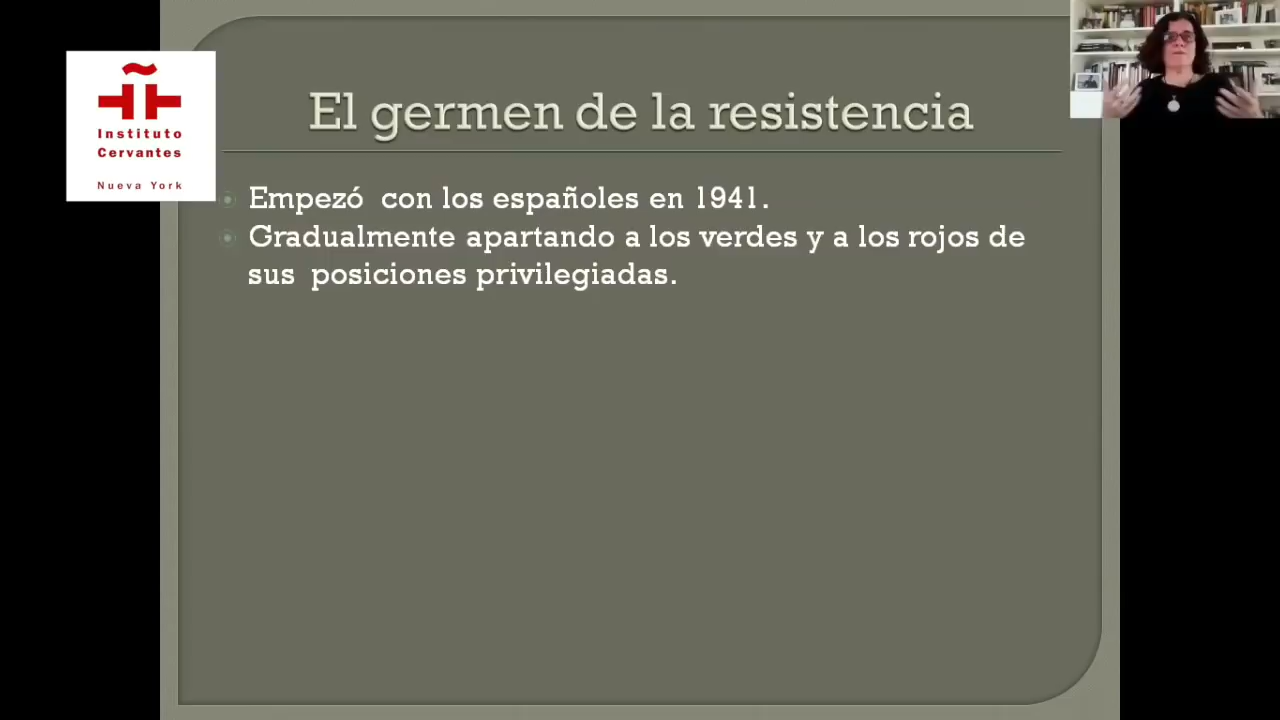 Instituto
Cervantes
Nueva York
El germen de la resistencia
Empezó con los españoles en 1941.
Gradualmente apartando a los verdes y a los rojos de
sus posiciones privilegiadas.